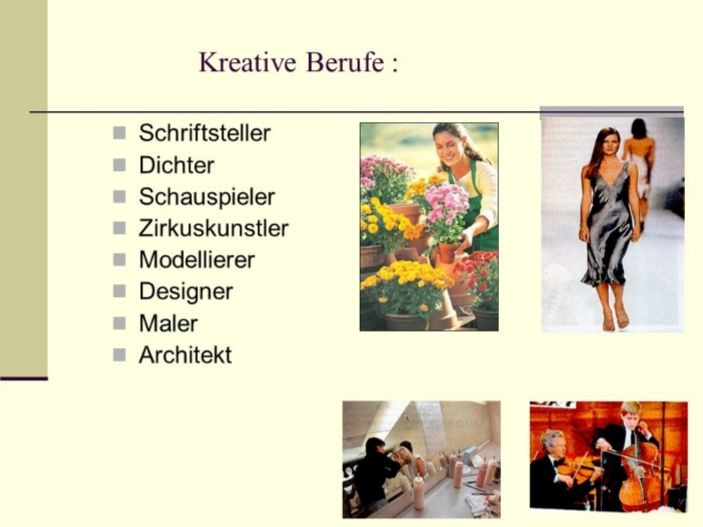 Kreative Berufe :
Schriftsteller
Dichter
Schauspieler
Zirkuskunstler
Modellierer
Designer
Maler
Architekt